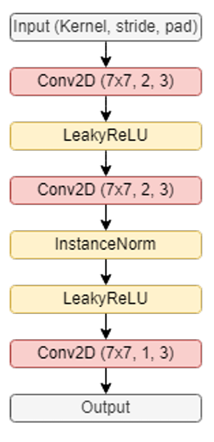 Input (Kernel, stride, pad)
Conv2D (7x7, 2, 3)
LeakyReLU
Conv2D (7x7, 2, 3)
InstanceNorm
LeakyReLU
Conv2D (7x7, 1, 3)
Output